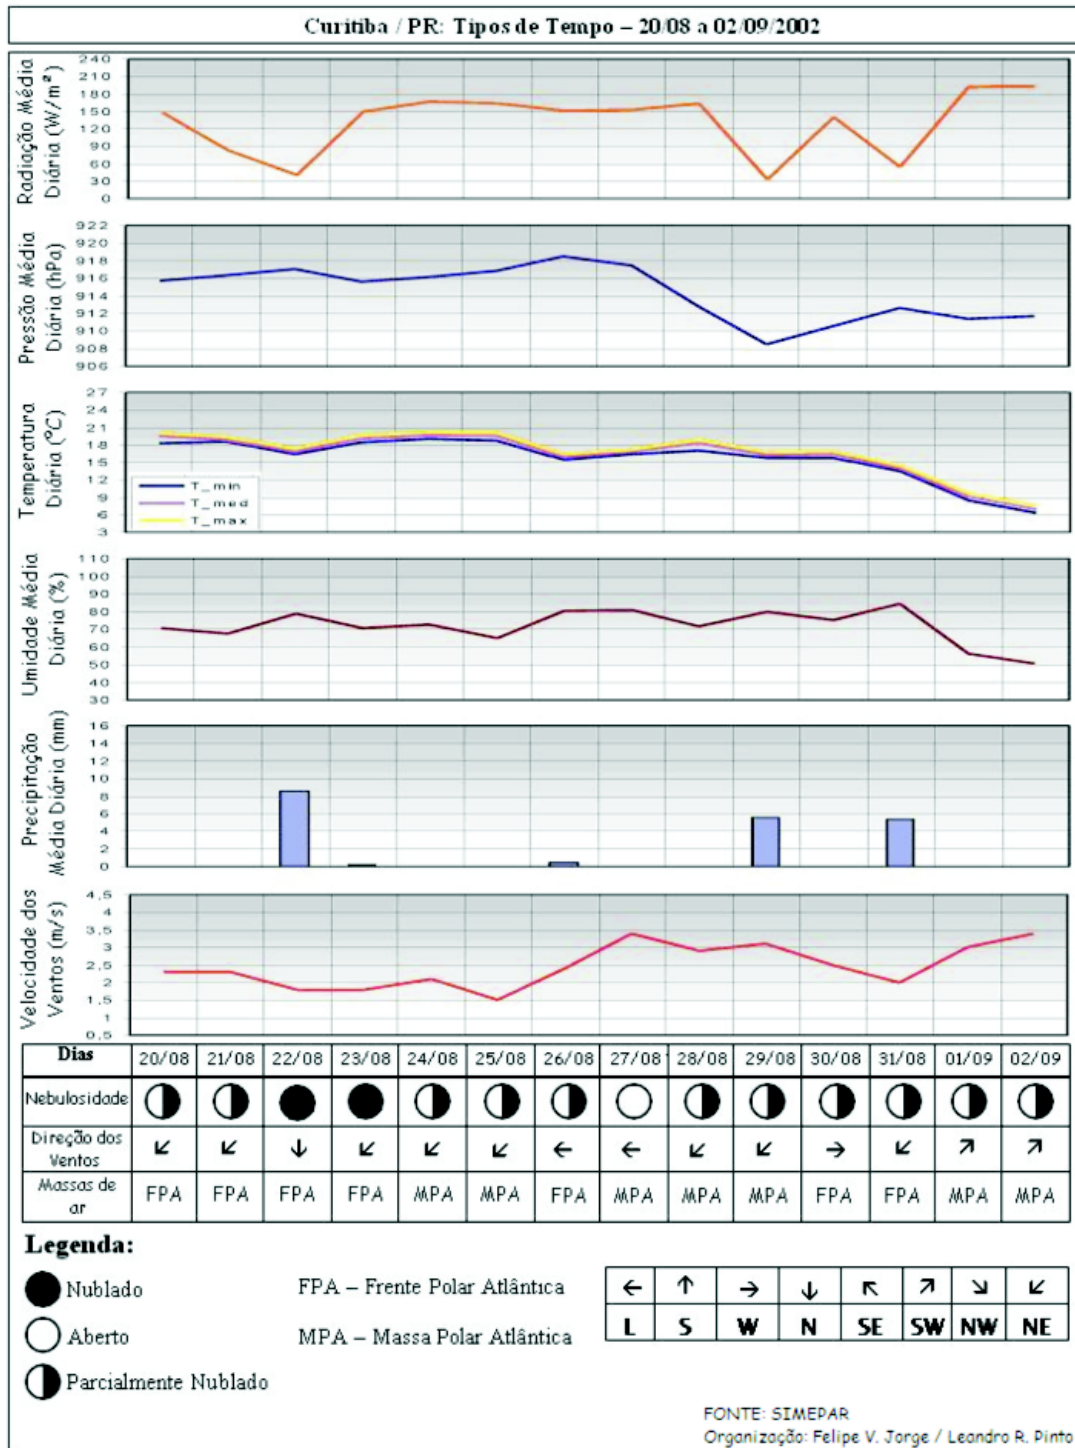 Curitiba / PR: Tipos de Tempo – 20/08 a 02/09/2002
Radiação Média
Diária (W/m²)
240
210
180
150
120
90
60
30
0
Pressão Média
Diária (hPa)
922
920
918
916
914
912
910
908
906
Temperatura
Diária (ºC)
27
24
21
18
15
12
9
6
3
T_min
T_med
T_max
Umidade Média
Diária (%)
110
100
90
80
70
60
50
40
30
Precipitação
Média Diária (mm)
16
14
12
10
8
6
4
2
0
Velocidade dos
Ventos (m/s)
4,5
4
3,5
3
2,5
2
1,5
1
0,5
Dias 20/08 21/08 22/08 23/08 24/08 25/08 26/08 27/08 28/08 29/08 30/08 31/08 01/09 02/09
Nebulosidade
Direção dos
Ventos ↙ ↙ ↓ ↙ ↙ ↙ ← ← ↙ ↙ → ↙ ↗ ↗
Massas de
ar FPA FPA FPA FPA MPA MPA FPA MPA MPA MPA FPA FPA MPA MPA
Legenda:
Nublado
Aberto
Parcialmente Nublado
FPA – Frente Polar Atlântica
MPA – Massa Polar Atlântica
← ↑ → ↓ ↖ ↗ ↘ ↙
L S W N SE SW NW NE
FONTE: SIMEPAR
Organização: Felipe V. Jorge / Leandro R. Pinto